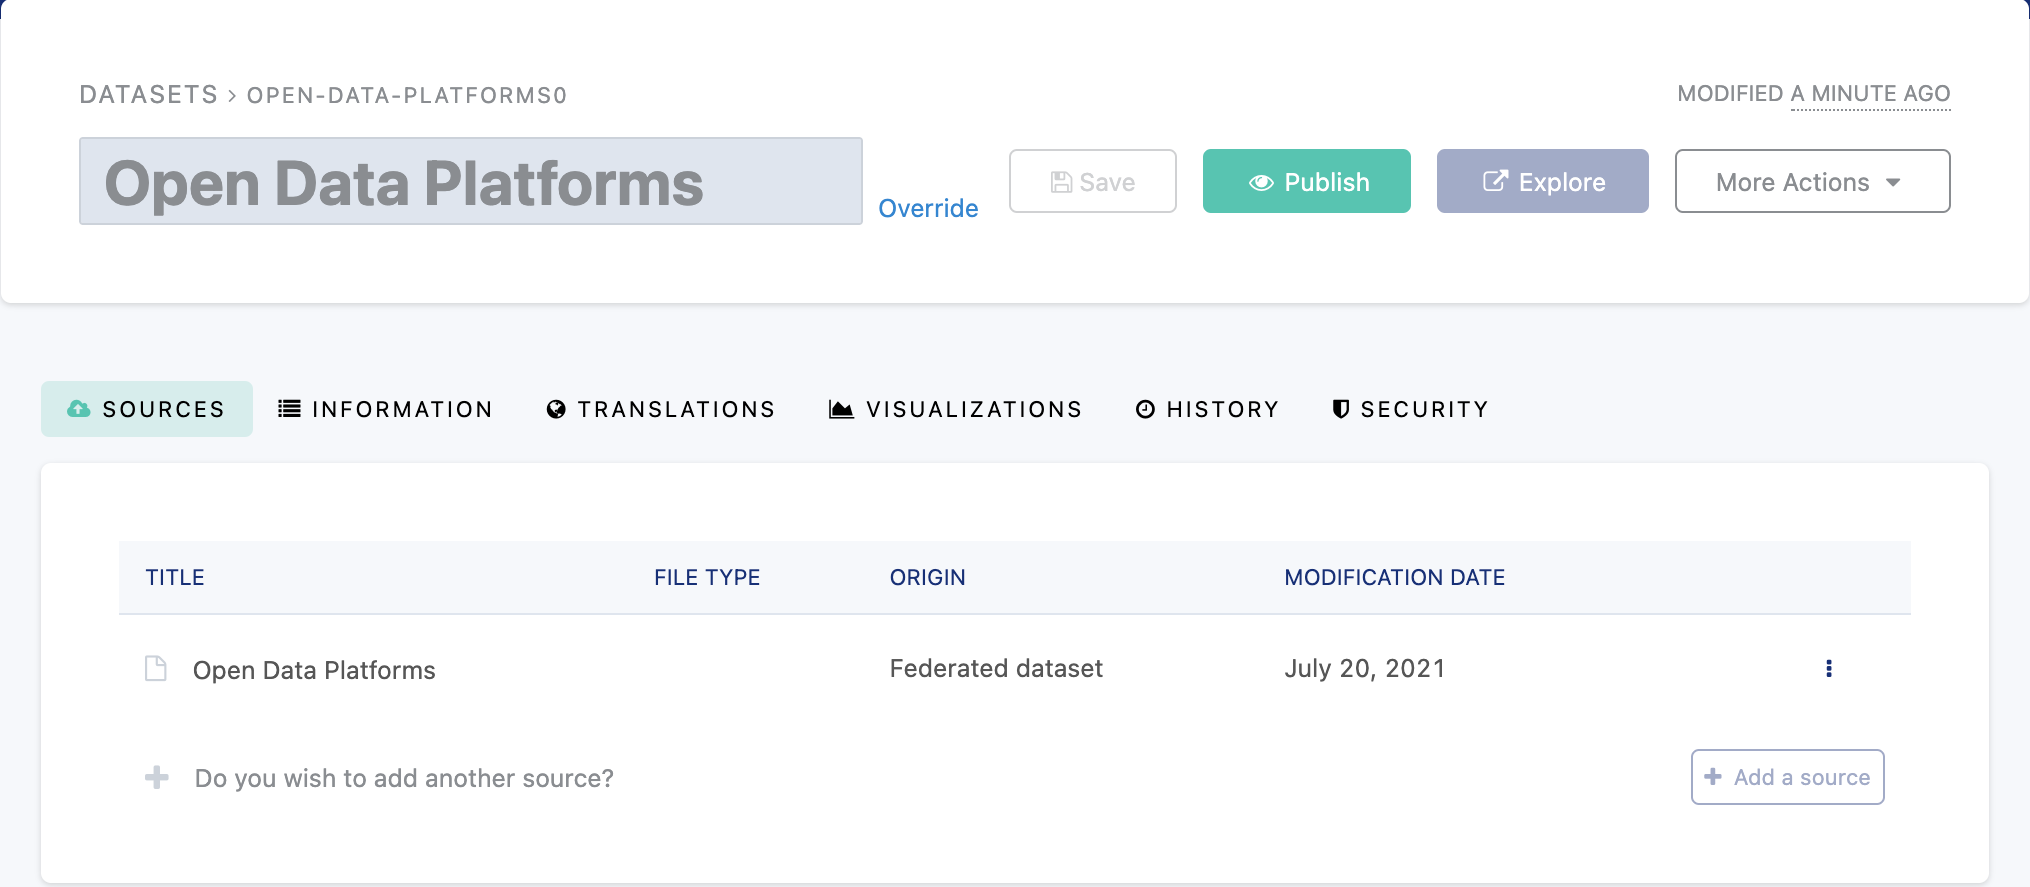 DATASETS > OPEN-DATA-PLATFORMS0
MODIFIED A MINUTE AGO
Open Data Platforms
Override
Save
Publish
Explore
More Actions
SOURCES
INFORMATION
TRANSLATIONS
VISUALIZATIONS
HISTORY
SECURITY
TITLE FILE TYPE ORIGIN MODIFICATION DATE
Open Data Platforms Federated dataset July 20, 2021
Do you wish to add another source?
Add a source